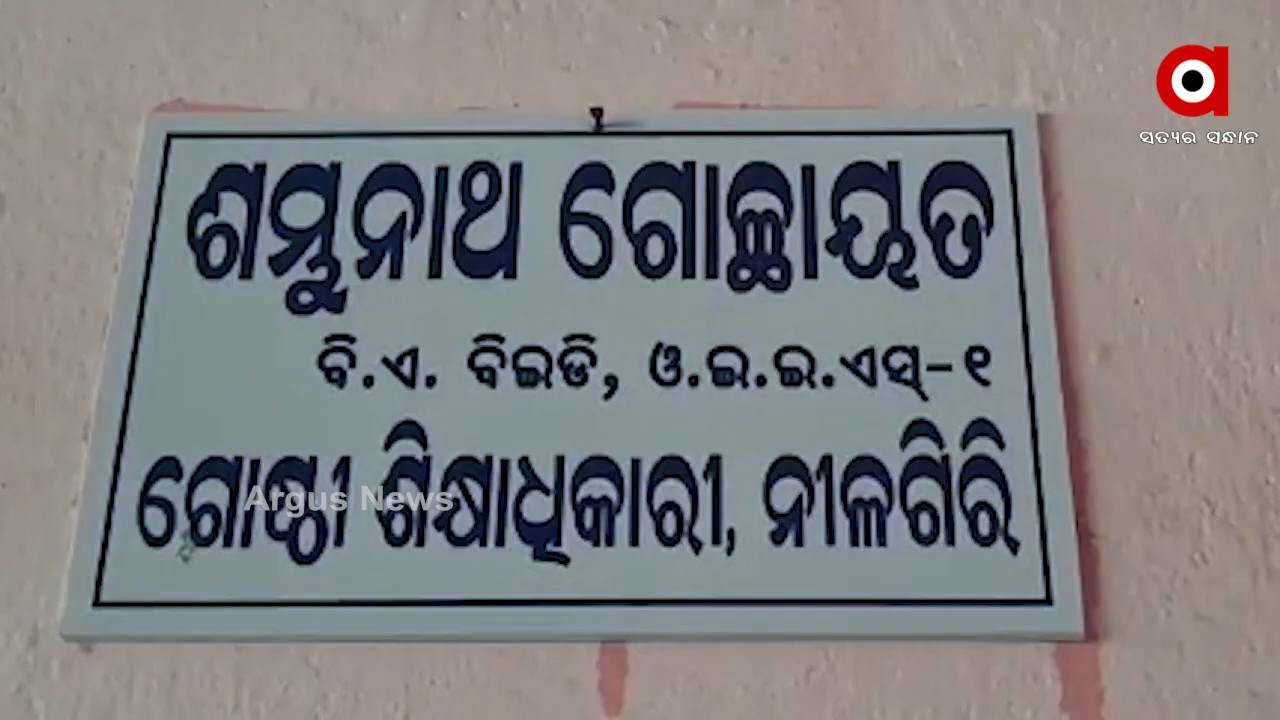 ସତ୍ୟର ସନ୍ଧାନ
ଶମ୍ଭୁନାଥ ଗୋଚ୍ଛାୟତ
ବି.ଏ. ବିଇଡି, ଓ.ଇ.ଇ.ଏସ୍-୧
ଗୋଷ୍ଠୀ ଶିକ୍ଷାଧିକାରୀ, ନୀଳଗିରି
Argus News